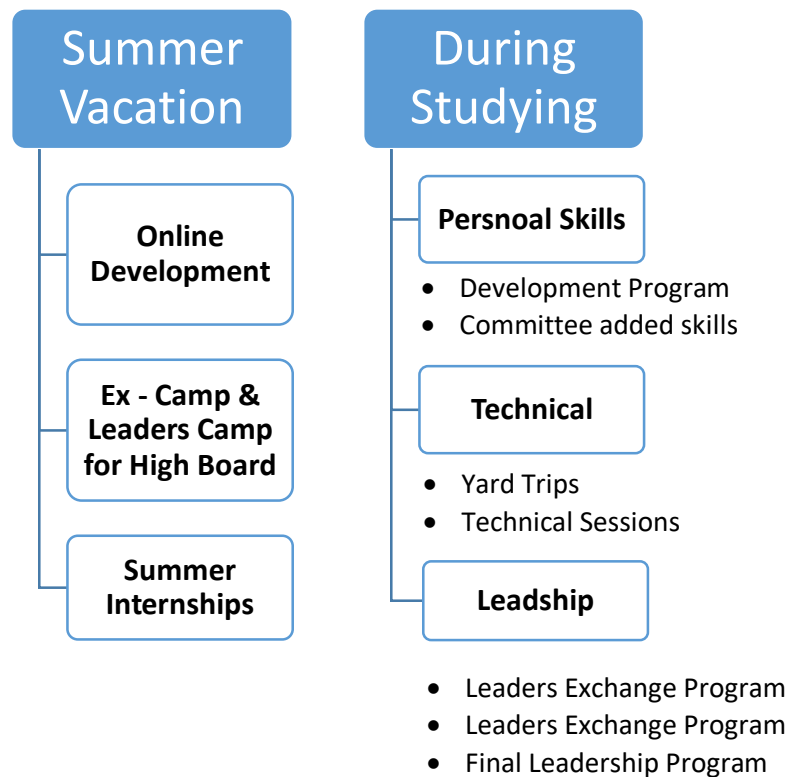 Summer
Vacation
Online
Development
Ex - Camp &
Leaders Camp
for High Board
Summer
Internships
During
Studying
Persnoal Skills
• Development Program
• Committee added skills
Technical
• Yard Trips
• Technical Sessions
Leadship
• Leaders Exchange Program
• Leaders Exchange Program
• Final Leadership Program